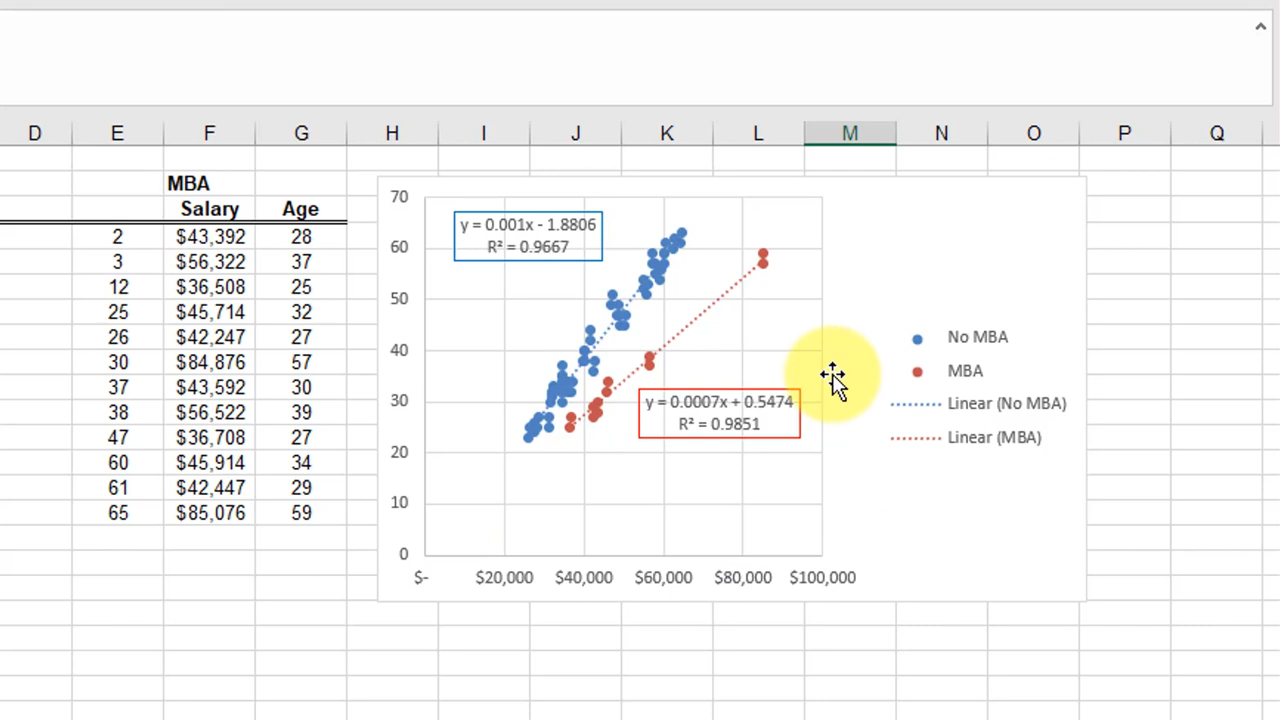 D E F G H I J K L M N O P Q
MBA
Salary Age
2 $43,392 28
3 $56,322 37
12 $36,508 25
25 $45,714 32
26 $42,247 27
30 $84,876 57
37 $43,592 30
38 $56,522 39
47 $36,708 27
60 $45,914 34
61 $42,447 29
65 $85,076 59
70
60
50
40
30
20
10
0
y = 0.001x - 1.8806
R² = 0.9667
y = 0.0007x + 0.5474
R² = 0.9851
$- $20,000 $40,000 $60,000 $80,000 $100,000
No MBA
MBA
Linear (No MBA)
Linear (MBA)